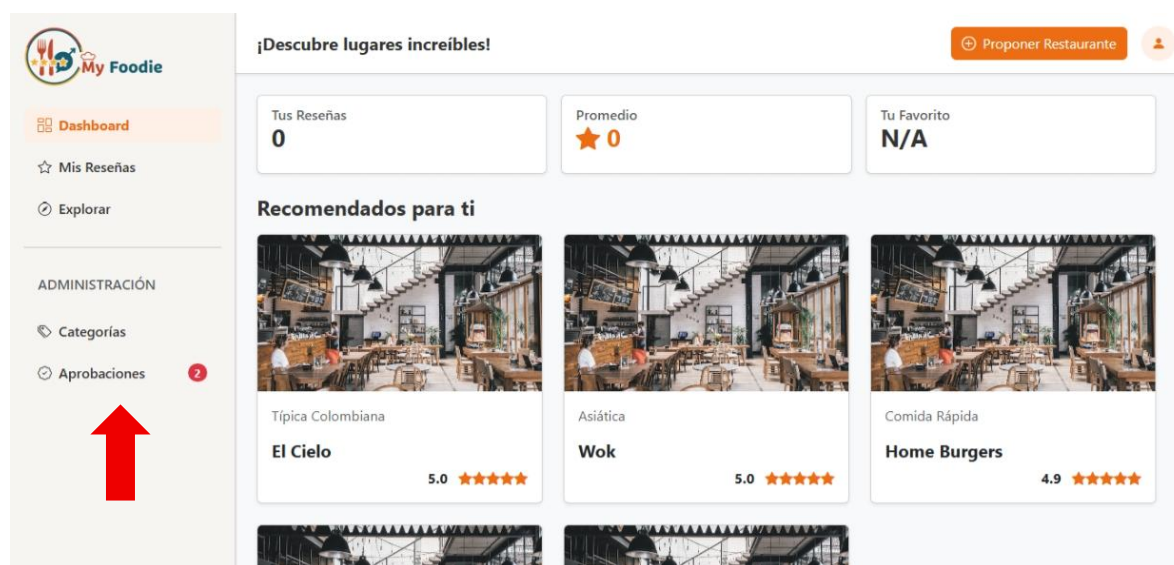 My Foodie
¡Descubre lugares increíbles!
Proponer Restaurante
Dashboard
Mis Reseñas
Explorar
ADMINISTRACIÓN
Categorías
Aprobaciones 2
Tus Reseñas
0
Promedio
0
Tu Favorito
N/A
Recomendados para ti
Típica Colombiana
El Cielo
5.0
Asiática
Wok
5.0
Comida Rápida
Home Burgers
4.9